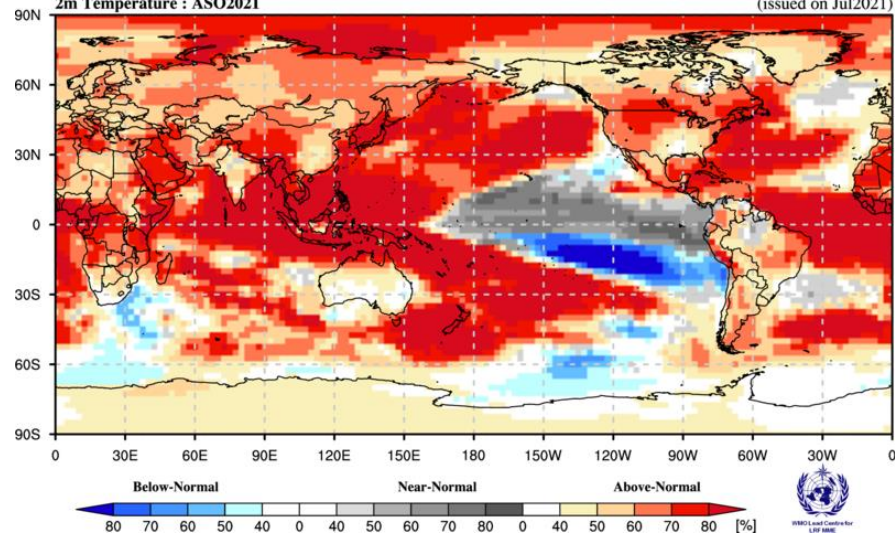 2m Temperature : ASO2021 (issued on Jul2021)
90N
60N
30N
0
30S
60S
90S
0 30E 60E 90E 120E 150E 180 150W 120W 90W 60W 30W 0
Below-Normal Near-Normal Above-Normal
80 70 60 50 40 0 40 50 60 70 80 0 40 50 60 70 80 [%]
WMO Lead Centre for
LRF MME